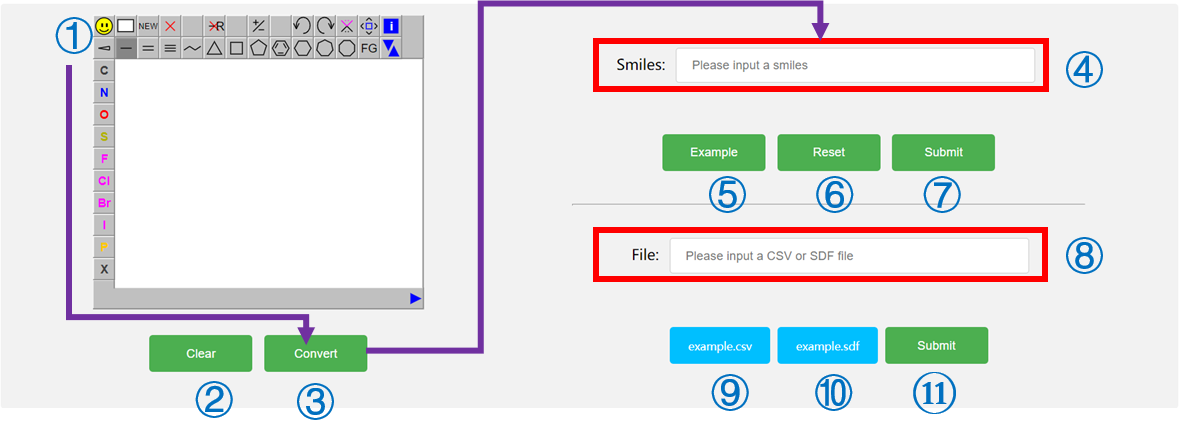 ①
NEW R +/- i
FG
C
N
O
S
F
Cl
Br
I
P
X
Clear Convert
② ③
Smiles: Please input a smiles ④
Example Reset Submit
⑤ ⑥ ⑦
File: Please input a CSV or SDF file ⑧
example.csv example.sdf Submit
⑨ ⑩ ⑪